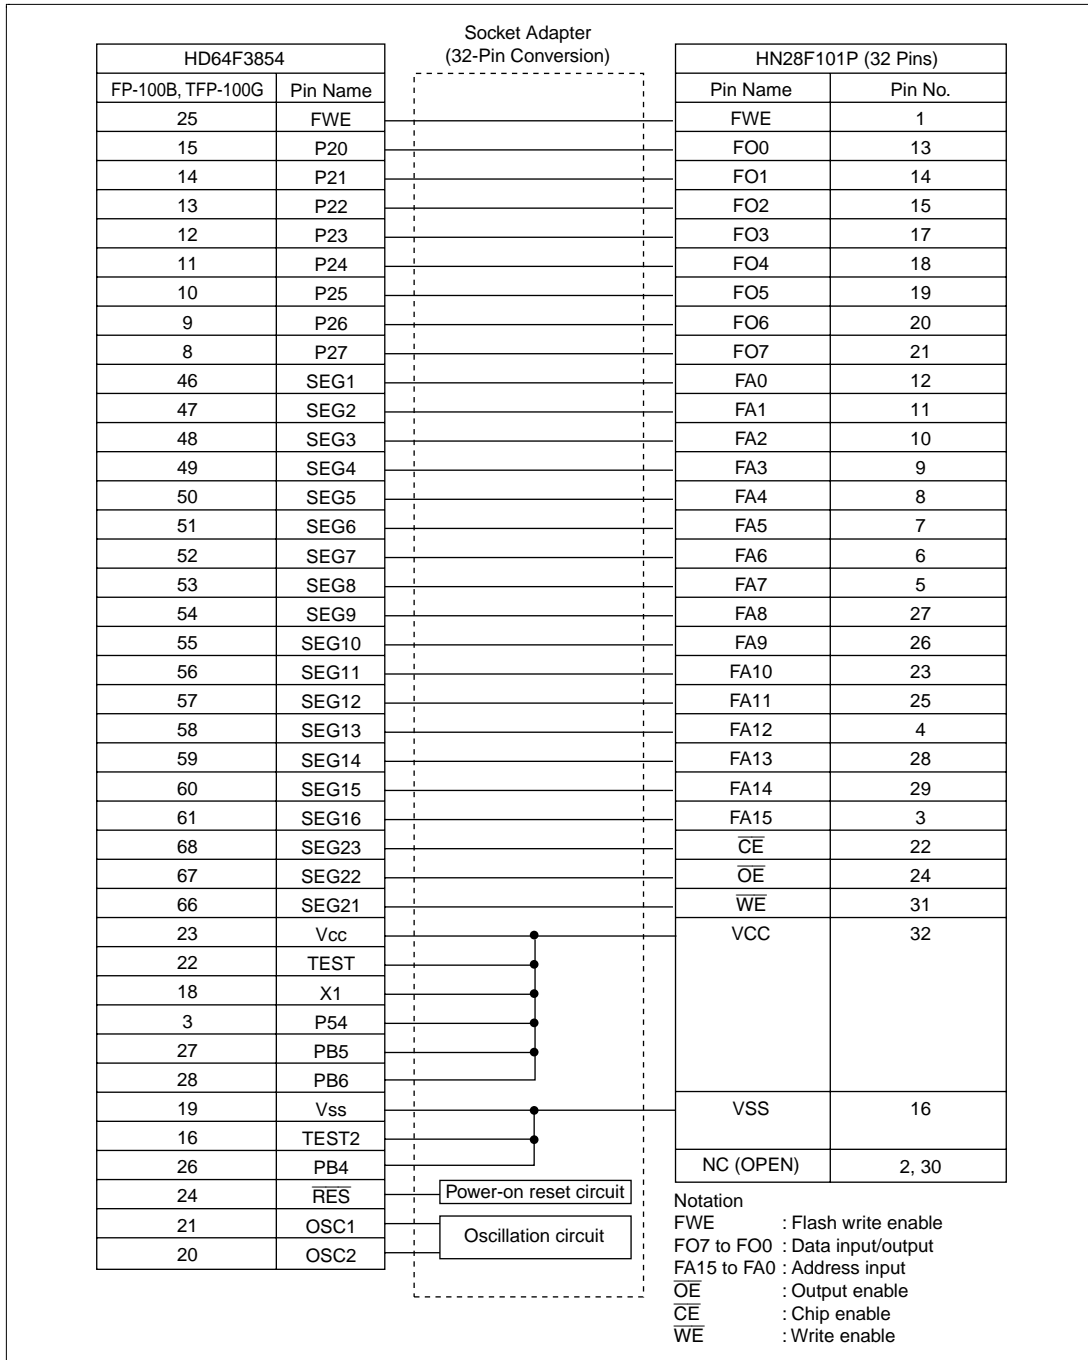 Socket Adapter
(32-Pin Conversion)
HD64F3854 HN28F101P (32 Pins)
FP-100B, TFP-100G Pin Name Pin Name Pin No.
25 FWE FWE 1
15 P20 FO0 13
14 P21 FO1 14
13 P22 FO2 15
12 P23 FO3 17
11 P24 FO4 18
10 P25 FO5 19
9 P26 FO6 20
8 P27 FO7 21
46 SEG1 FA0 12
47 SEG2 FA1 11
48 SEG3 FA2 10
49 SEG4 FA3 9
50 SEG5 FA4 8
51 SEG6 FA5 7
52 SEG7 FA6 6
53 SEG8 FA7 5
54 SEG9 FA8 27
55 SEG10 FA9 26
56 SEG11 FA10 23
57 SEG12 FA11 25
58 SEG13 FA12 4
59 SEG14 FA13 28
60 SEG15 FA14 29
61 SEG16 FA15 3
68 SEG23 C̅E̅ 22
67 SEG22 O̅E̅ 24
66 SEG21 W̅E̅ 31
23 Vcc VCC 32
22 TEST
18 X1
3 P54
27 PB5
28 PB6
19 Vss VSS 16
16 TEST2
26 PB4 NC (OPEN) 2, 30
24 R̅E̅S̅ Power-on reset circuit
21 OSC1 Oscillation circuit
20 OSC2
Notation
FWE : Flash write enable
FO7 to FO0 : Data input/output
FA15 to FA0 : Address input
O̅E̅ : Output enable
C̅E̅ : Chip enable
W̅E̅ : Write enable